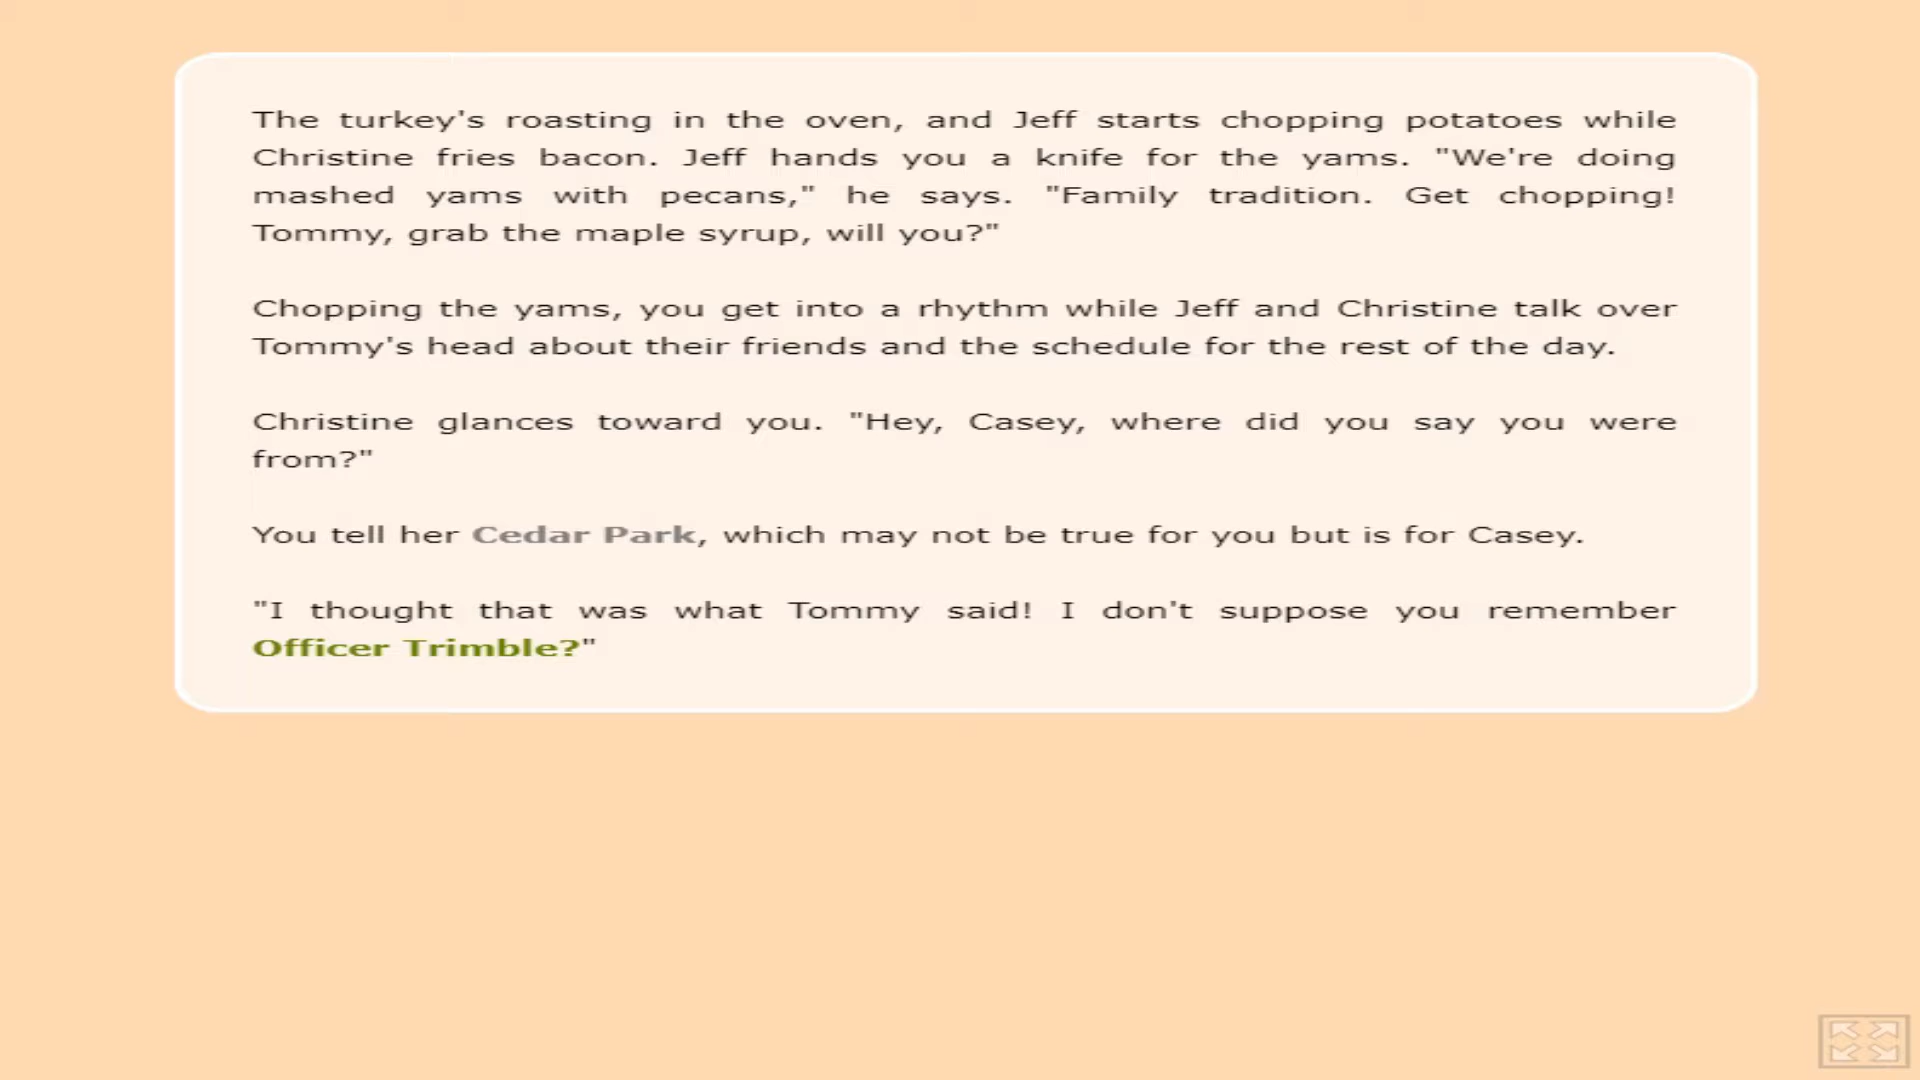 The turkey's roasting in the oven, and Jeff starts chopping potatoes while
Christine fries bacon. Jeff hands you a knife for the yams. "We're doing
mashed yams with pecans," he says. "Family tradition. Get chopping!
Tommy, grab the maple syrup, will you?"
Chopping the yams, you get into a rhythm while Jeff and Christine talk over
Tommy's head about their friends and the schedule for the rest of the day.
Christine glances toward you. "Hey, Casey, where did you say you were
from?"
You tell her Cedar Park, which may not be true for you but is for Casey.
"I thought that was what Tommy said! I don't suppose you remember
Officer Trimble?"